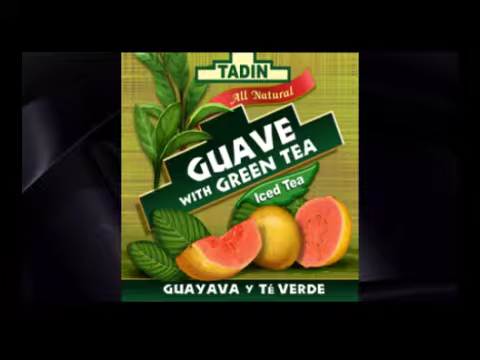 TADIN
All Natural
GUAVE
WITH GREEN TEA
Iced Tea
GUAYAVA Y TÉ VERDE